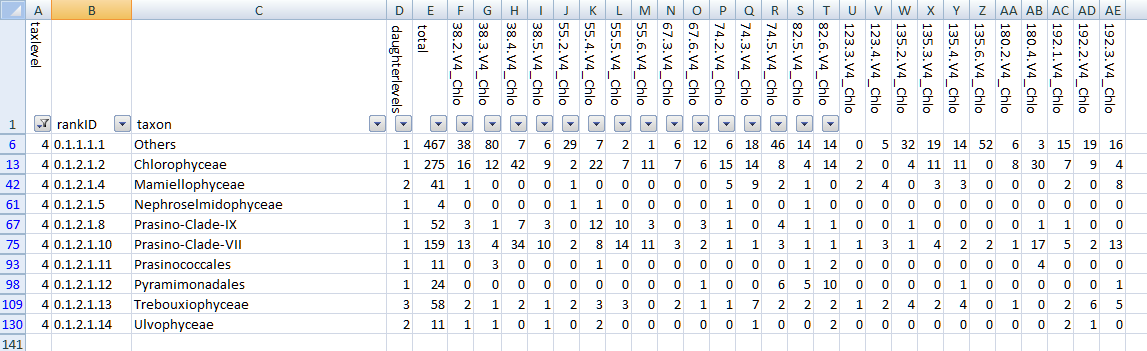 A B C D E F G H I J K L M N O P Q R S T U V W X Y Z AA AB AC AD AE
1 taxlevel rankID taxon daughterlevels total 38.2.V4_Chlo 38.3.V4_Chlo 38.4.V4_Chlo 38.5.V4_Chlo 55.2.V4_Chlo 55.4.V4_Chlo 55.5.V4_Chlo 55.6.V4_Chlo 67.3.V4_Chlo 67.6.V4_Chlo 74.2.V4_Chlo 74.3.V4_Chlo 74.5.V4_Chlo 82.5.V4_Chlo 82.6.V4_Chlo 123.3.V4_Chlo 123.4.V4_Chlo 135.2.V4_Chlo 135.3.V4_Chlo 135.4.V4_Chlo 135.6.V4_Chlo 180.2.V4_Chlo 180.4.V4_Chlo 192.1.V4_Chlo 192.2.V4_Chlo 192.3.V4_Chlo
6 4 0.1.1.1.1 Others 1 467 38 80 7 6 29 7 2 1 6 12 6 18 46 14 14 0 5 32 19 14 52 6 3 15 19 16
13 4 0.1.2.1.2 Chlorophyceae 1 275 16 12 42 9 2 22 7 11 7 6 15 14 8 4 14 2 0 4 11 11 0 8 30 7 9 4
42 4 0.1.2.1.4 Mamiellophyceae 2 41 1 0 0 0 1 0 0 0 0 0 5 9 2 1 0 2 4 0 3 3 0 0 0 2 0 8
61 4 0.1.2.1.5 Nephroselmidophyceae 1 4 0 0 0 0 1 1 0 0 0 0 2 0 0 0 0 0 0 0 0 0 0 0 0 0 0 0
67 4 0.1.2.1.8 Prasino-Clade-IX 1 52 3 1 7 3 0 12 10 3 0 3 1 0 4 1 1 0 0 1 0 0 0 0 1 1 0 0
75 4 0.1.2.1.10 Prasino-Clade-VII 1 159 13 4 34 10 2 8 14 11 3 2 1 1 3 1 1 1 3 1 4 2 2 1 17 5 2 13
93 4 0.1.2.1.11 Prasinococcales 1 11 0 3 0 0 0 1 0 0 0 0 0 0 0 1 2 0 0 0 0 0 0 0 4 0 0 0
98 4 0.1.2.1.12 Pyramimonadales 1 24 0 0 0 0 0 0 0 0 0 1 0 0 6 5 10 0 0 0 0 1 0 0 0 0 0 1
109 4 0.1.2.1.13 Trebouxiophyceae 3 58 2 1 2 1 2 3 3 0 2 1 1 7 2 2 2 1 2 4 2 4 0 1 0 2 6 5
130 4 0.1.2.1.14 Ulvophyceae 2 11 1 1 0 1 0 2 0 0 0 0 0 1 0 0 2 0 0 0 0 0 0 0 0 2 1 0
141